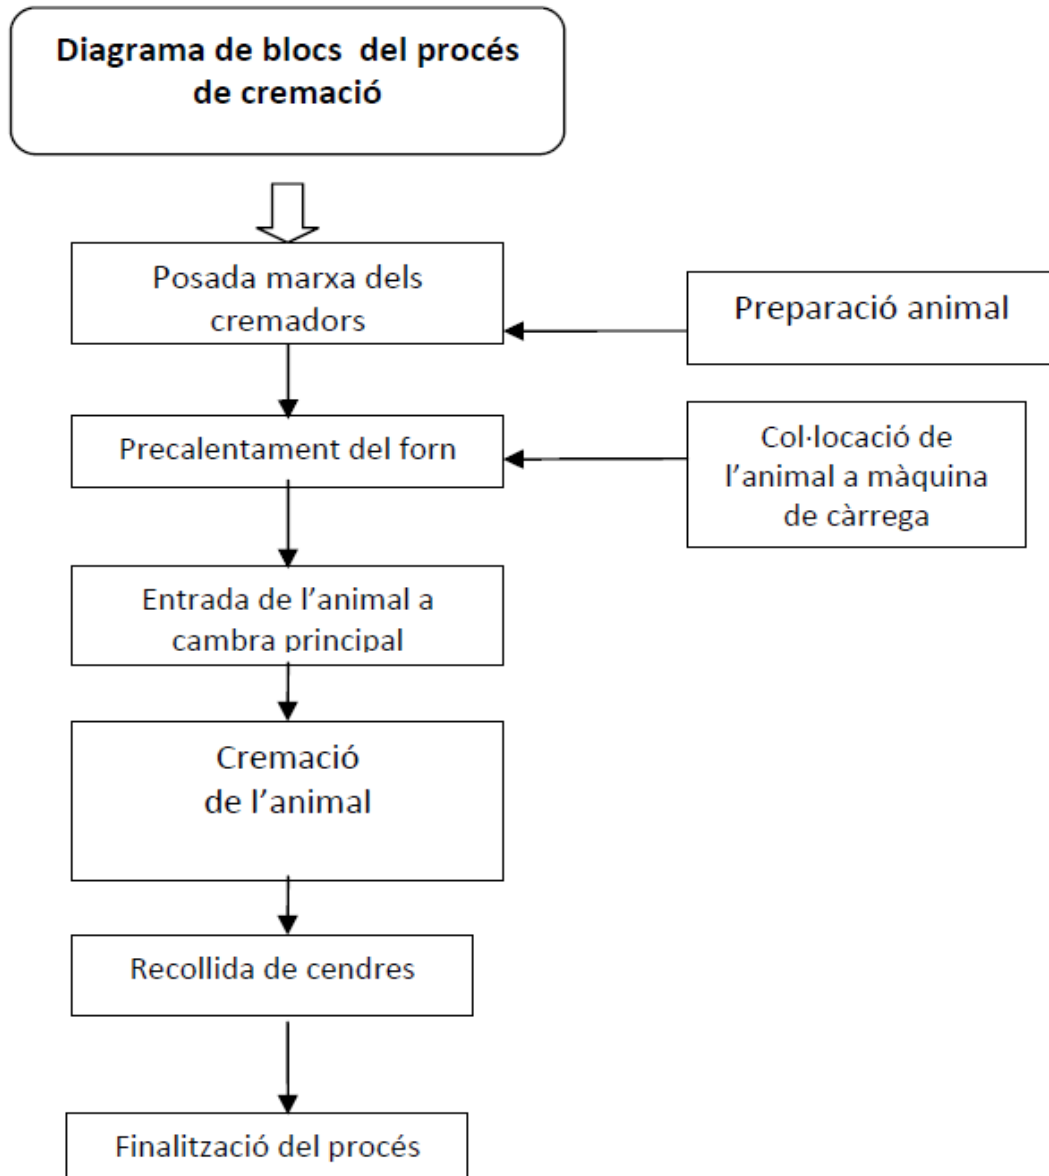 Diagrama de blocs del procés
de cremació
Posada marxa dels
cremadors
Preparació animal
Precalentament del forn
Col·locació de
l’animal a màquina
de càrrega
Entrada de l’animal a
cambra principal
Cremació
de l’animal
Recollida de cendres
Finalització del procés